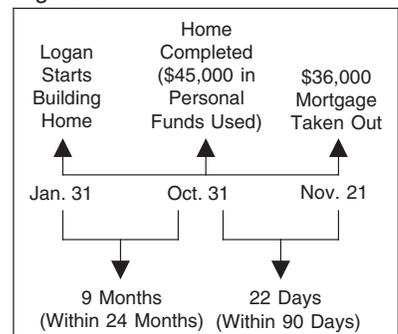 Logan
Starts
Building
Home
Home
Completed
($45,000 in
Personal
Funds Used)
$36,000
Mortgage
Taken Out
Jan. 31
Oct. 31
Nov. 21
9 Months
(Within 24 Months)
22 Days
(Within 90 Days)